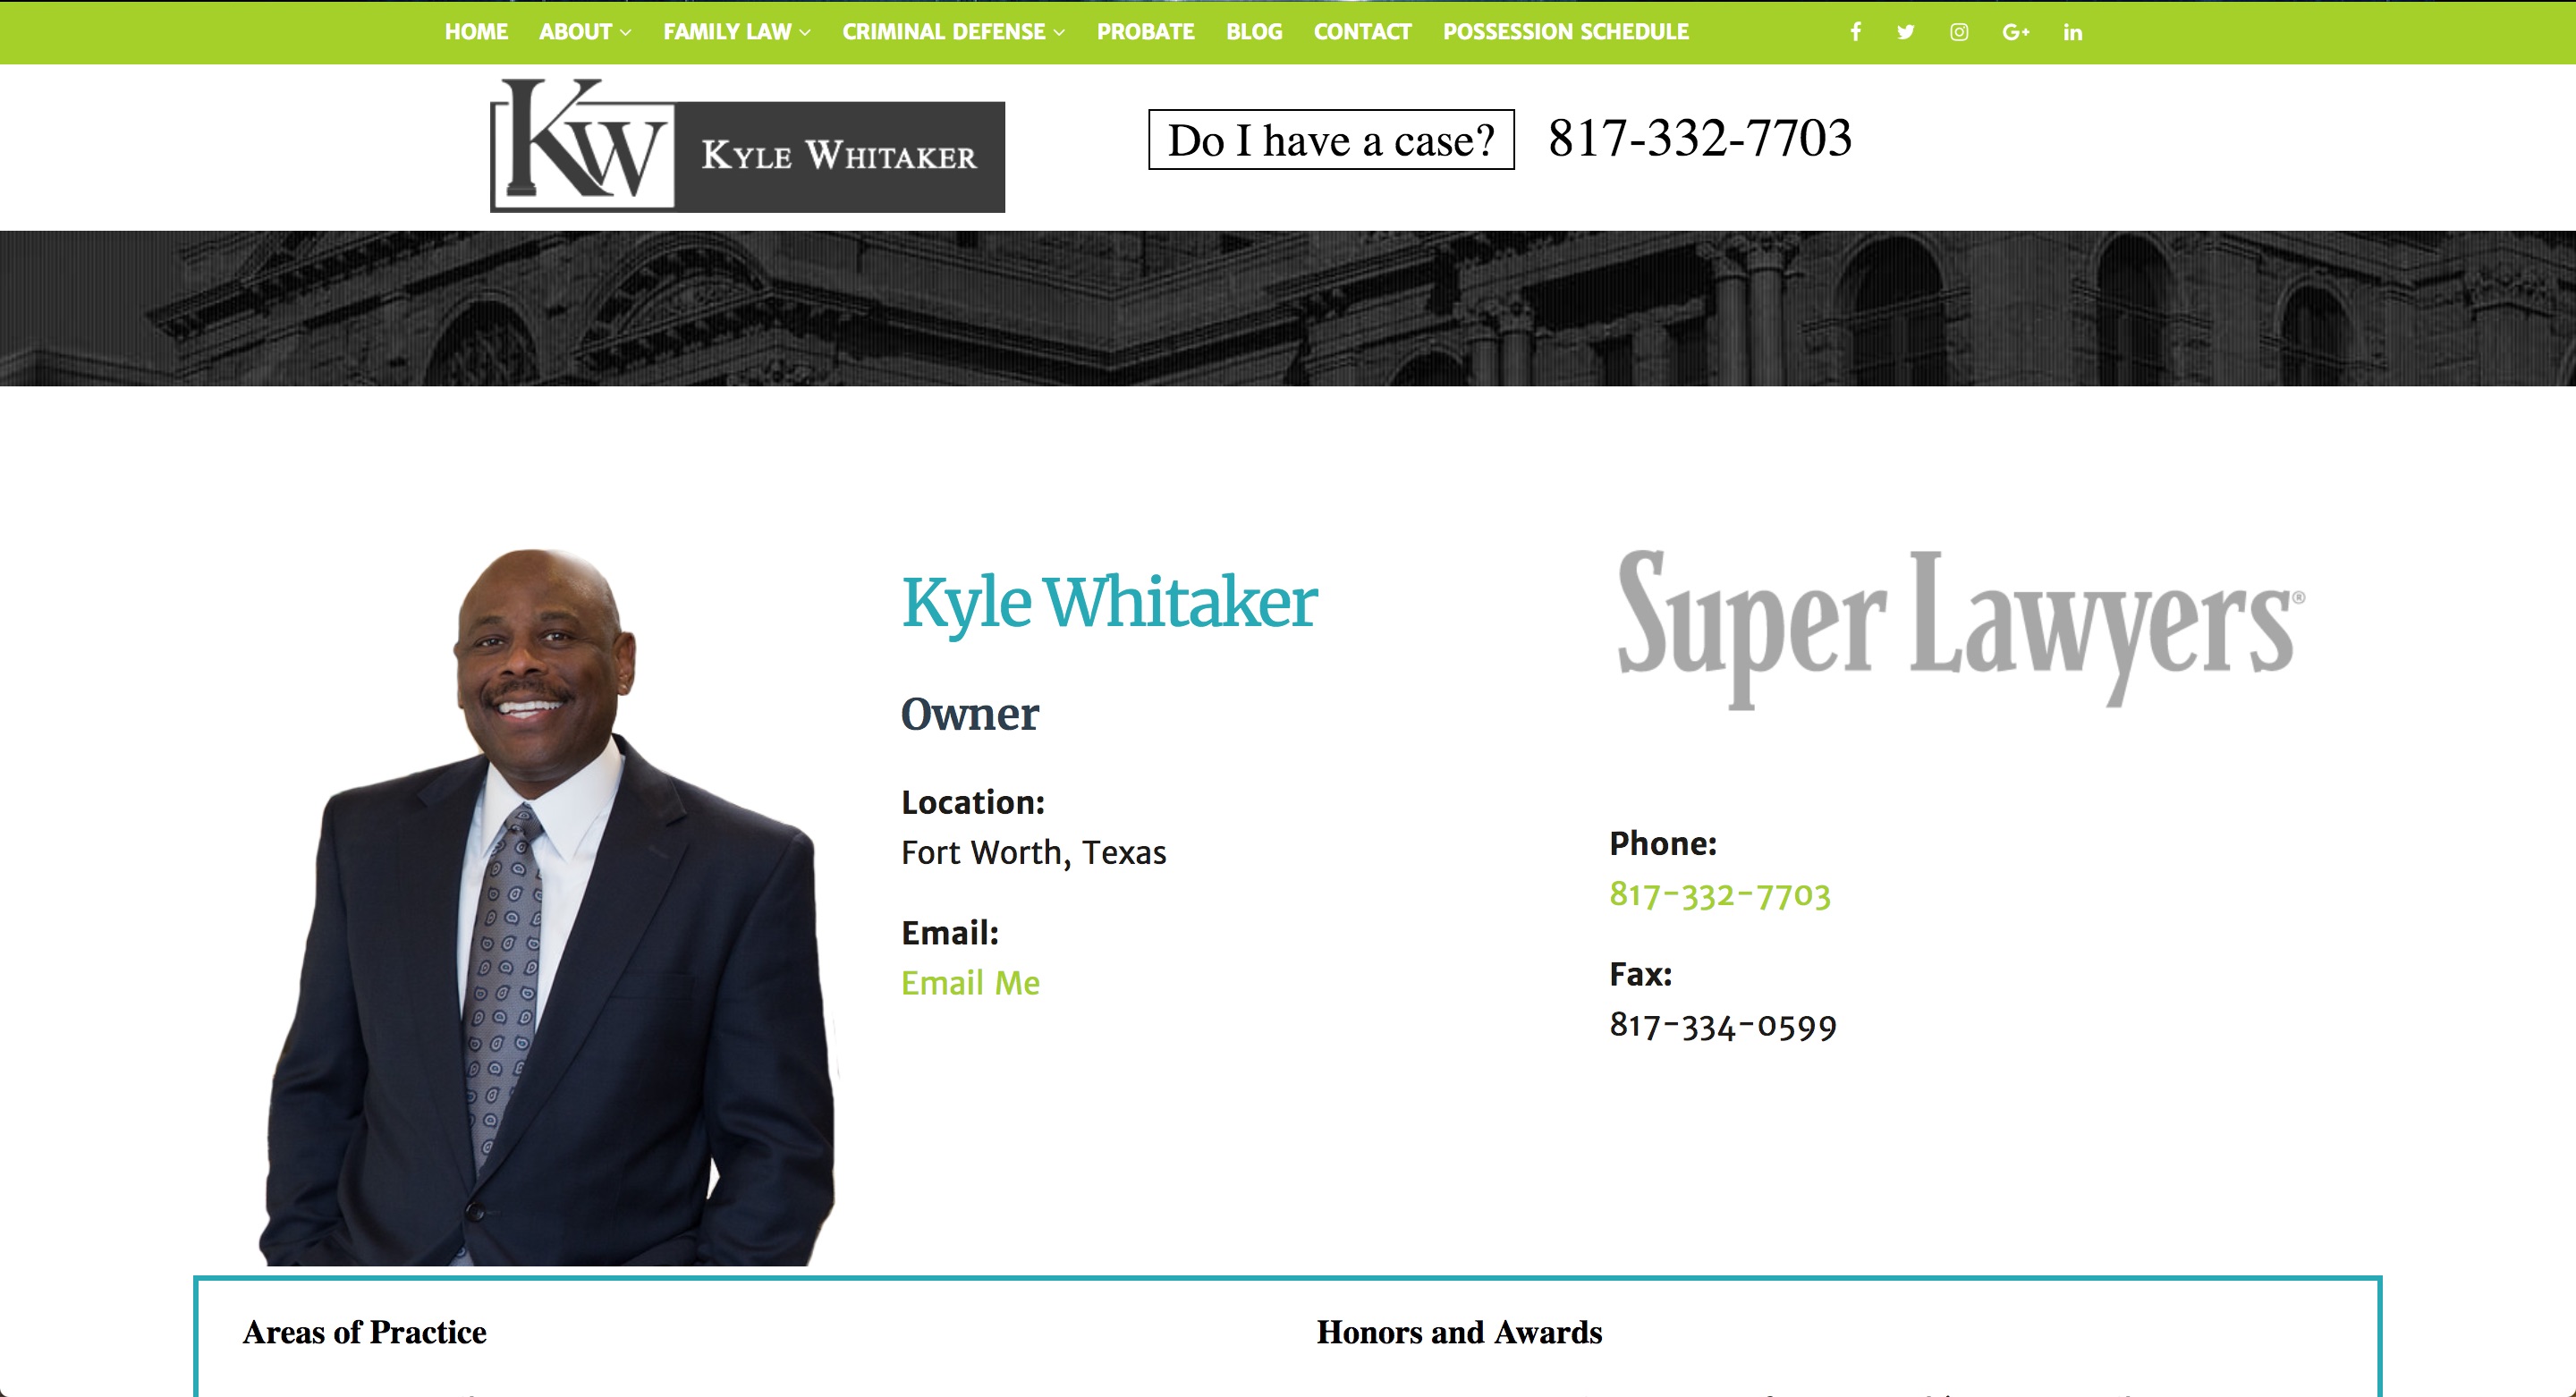 HOME ABOUT FAMILY LAW CRIMINAL DEFENSE PROBATE BLOG CONTACT POSSESSION SCHEDULE
KW KYLE WHITAKER
Do I have a case? 817-332-7703
Kyle Whitaker
Owner
Location:
Fort Worth, Texas
Email:
Email Me
Super Lawyers®
Phone:
817-332-7703
Fax:
817-334-0599
Areas of Practice
Honors and Awards